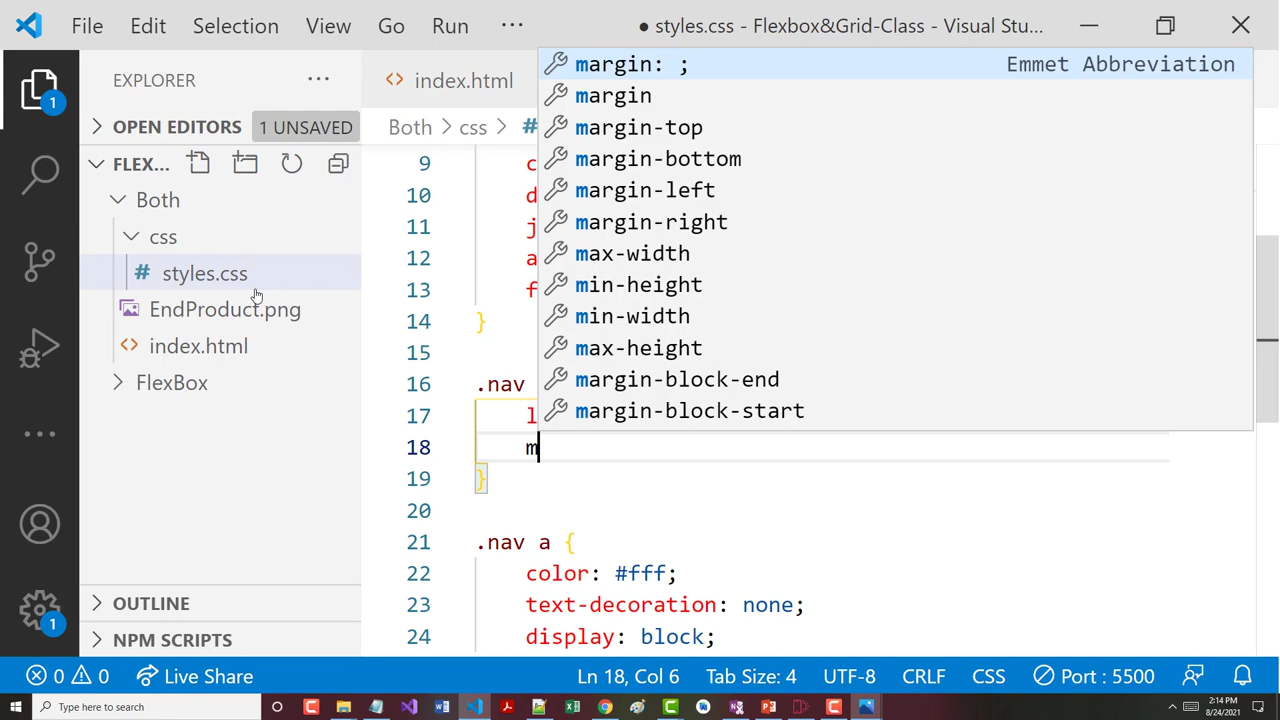 File Edit Selection View Go Run ··· ● styles.css - Flexbox&Grid-Class - Visual Stu...
EXPLORER ···
OPEN EDITORS 1 UNSAVED
FLEX...
Both
css
# styles.css
EndProduct.png
<> index.html
FlexBox
OUTLINE
NPM SCRIPTS
1
1
<> index.html
Both > css > #
margin: ; Emmet Abbreviation
margin
margin-top
margin-bottom
margin-left
margin-right
max-width
min-height
min-width
max-height
margin-block-end
margin-block-start
9 c
10 d
11 j
12 a
13 f
14 }
15
16 .nav
17 l
18 m
19 }
20
21 .nav a {
22 color: #fff;
23 text-decoration: none;
24 display: block;
0 0 Live Share Ln 18, Col 6 Tab Size: 4 UTF-8 CRLF CSS Port : 5500
Type here to search
2:14 PM
8/24/2021